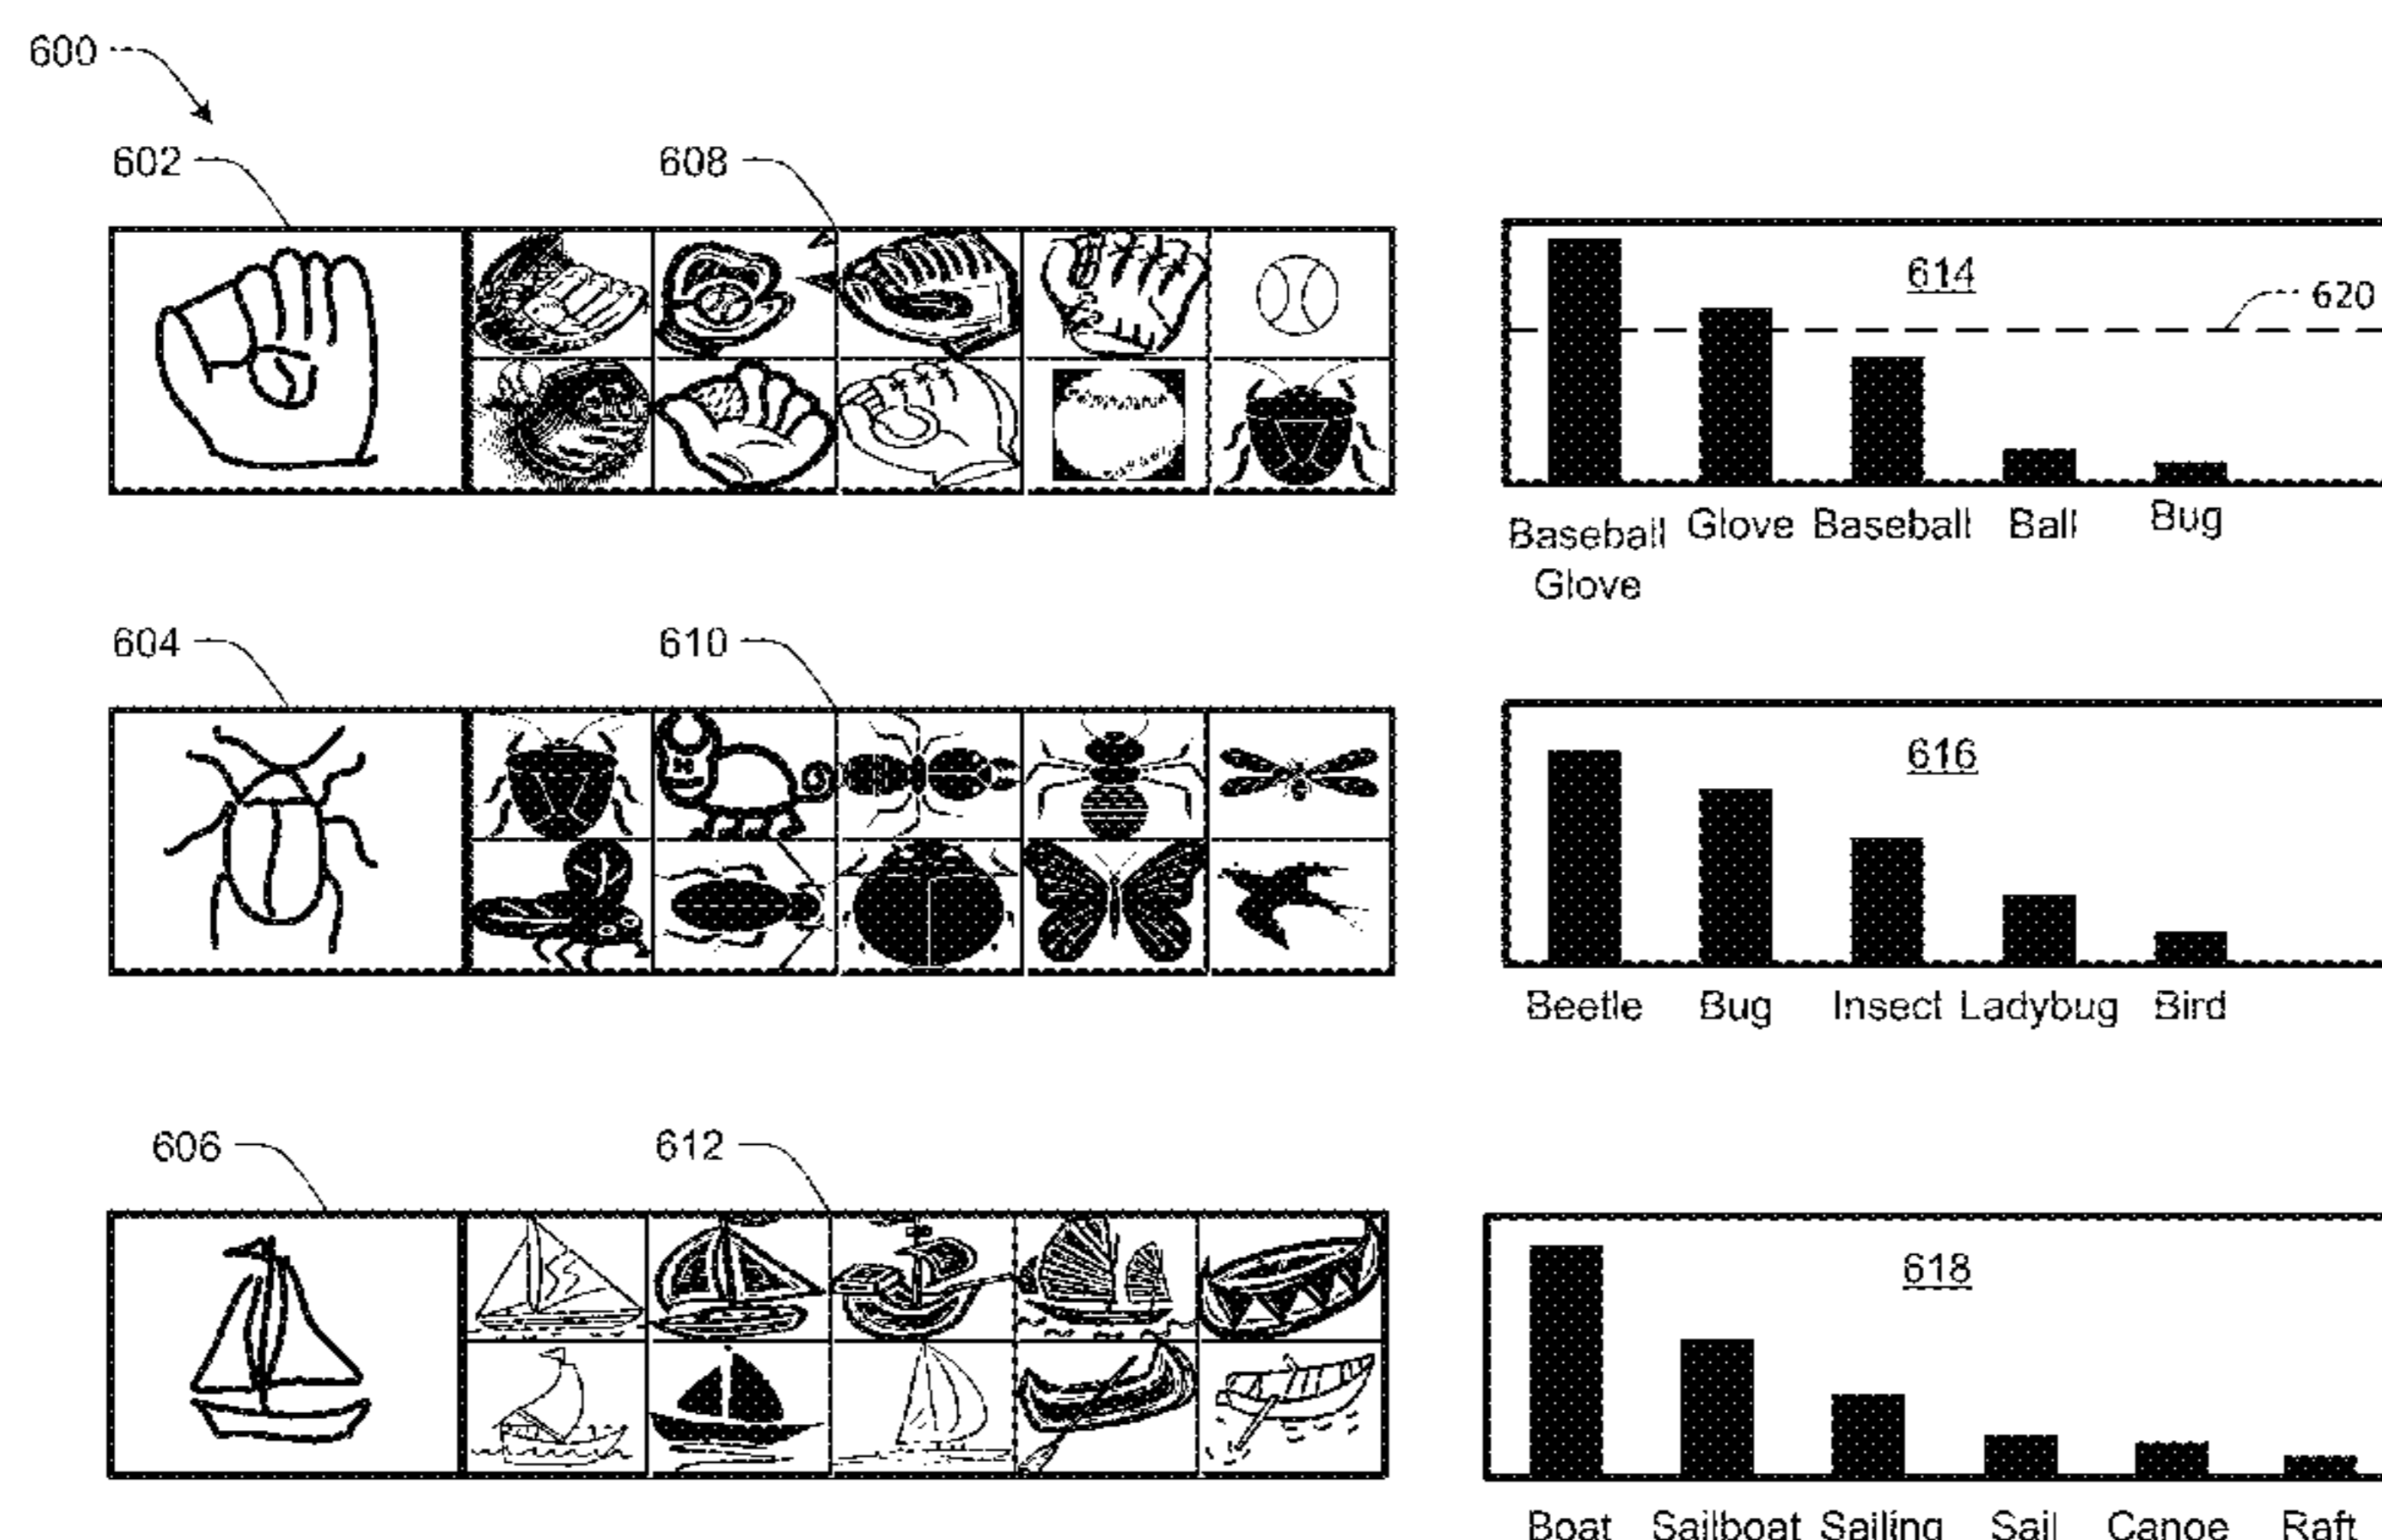 600
602
608
614
620
Baseball Glove Baseball Ball Bug
Glove
604
610
616
Beetle Bug Insect Ladybug Bird
606
612
618
Boat Sailboat Sailing Sail Canoe Raft